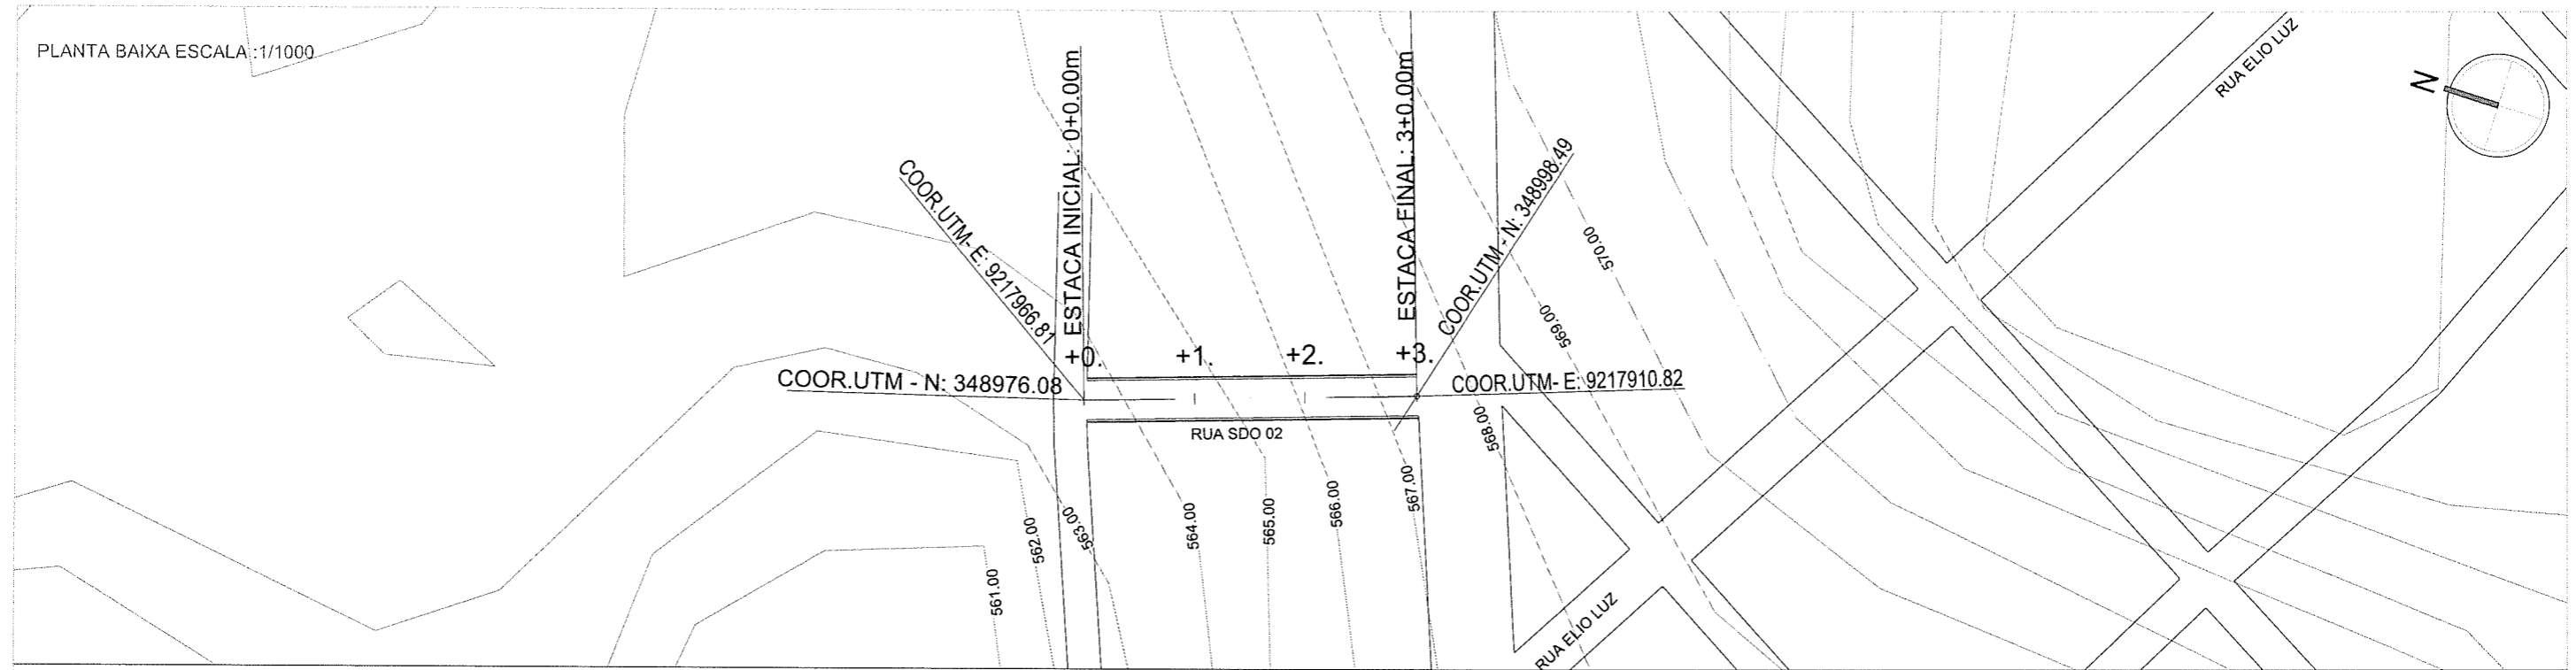 PLANTA BAIXA ESCALA :1/1000
ESTACA INICIAL: 0+0.00m
ESTACA FINAL: 3+0.00m
RUA ELIO LUZ
N
COOR.UTM- E: 9217966.81
COOR.UTM - N: 348998.49
570.00
569.00
+0.
+1.
+2.
+3.
COOR.UTM - N: 348976.08
COOR.UTM- E: 9217910.82
RUA SDO 02
568.00
567.00
566.00
565.00
564.00
563.00
562.00
561.00
RUA ELIO LUZ